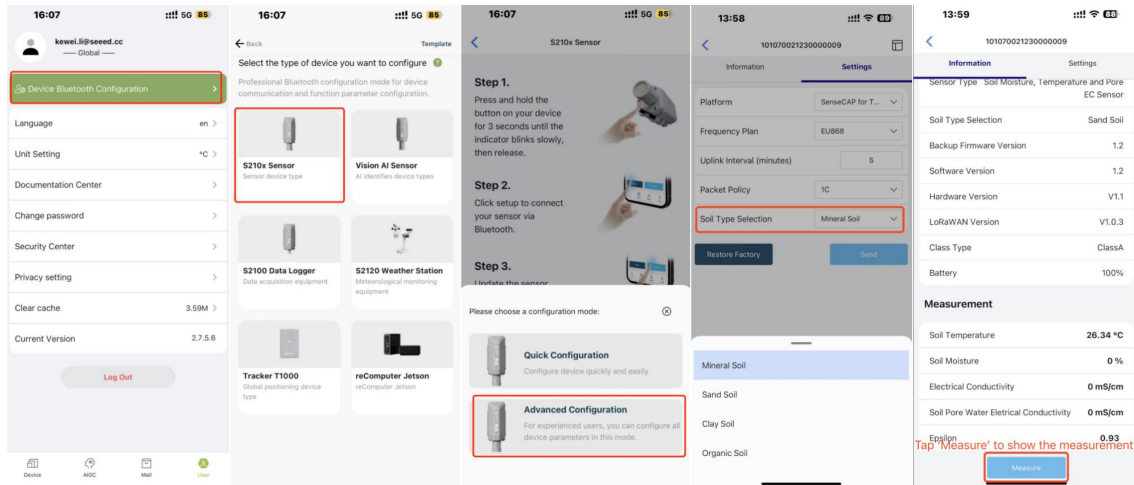 16:07
5G 85
kewei.li@seeed.cc
Global
Device Bluetooth Configuration
Language en
Unit Setting °C
Documentation Center
Change password
Security Center
Privacy setting
Clear cache 3.59M
Current Version 2.7.5.6
Log Out
Device AIGC Mall User
16:07
5G 85
Back Template
Select the type of device you want to configure ?
Professional Bluetooth configuration mode for device
communication and function parameter configuration.
S210x Sensor
Sensor device type
Vision AI Sensor
AI identifies device types
S2100 Data Logger
Data acquisition equipment
S2120 Weather Station
Meteorological monitoring
equipment
Tracker T1000
Global positioning device
type
reComputer Jetson
reComputer Jetson
16:07
5G 85
S210x Sensor
Step 1.
Press and hold the
button on your device
for 3 seconds until the
indicator blinks slowly,
then release.
Step 2.
Click setup to connect
your sensor via
Bluetooth.
Step 3.
Update the sensor
Please choose a configuration mode:
Quick Configuration
Configure device quickly and easily
Advanced Configuration
For experienced users, you can configure all
device parameters in this mode.
13:58
101070021230000009
Information Settings
Platform SenseCAP for T...
Frequency Plan EU868
Uplink Interval (minutes) 5
Packet Policy 1C
Soil Type Selection Mineral Soil
Restore Factory Send
Mineral Soil
Sand Soil
Clay Soil
Organic Soil
13:59
101070021230000009
Information Settings
Sensor Type Soil Moisture, Temperature and Pore
EC Sensor
Soil Type Selection Sand Soil
Backup Firmware Version 1.2
Software Version 1.2
Hardware Version V1.1
LoRaWAN Version V1.0.3
Class Type ClassA
Battery 100%
Measurement
Soil Temperature 26.34 °C
Soil Moisture 0 %
Electrical Conductivity 0 mS/cm
Soil Pore Water Eletrical Conductivity 0 mS/cm
Epsilon 0.93
Tap 'Measure' to show the measurement
Measure